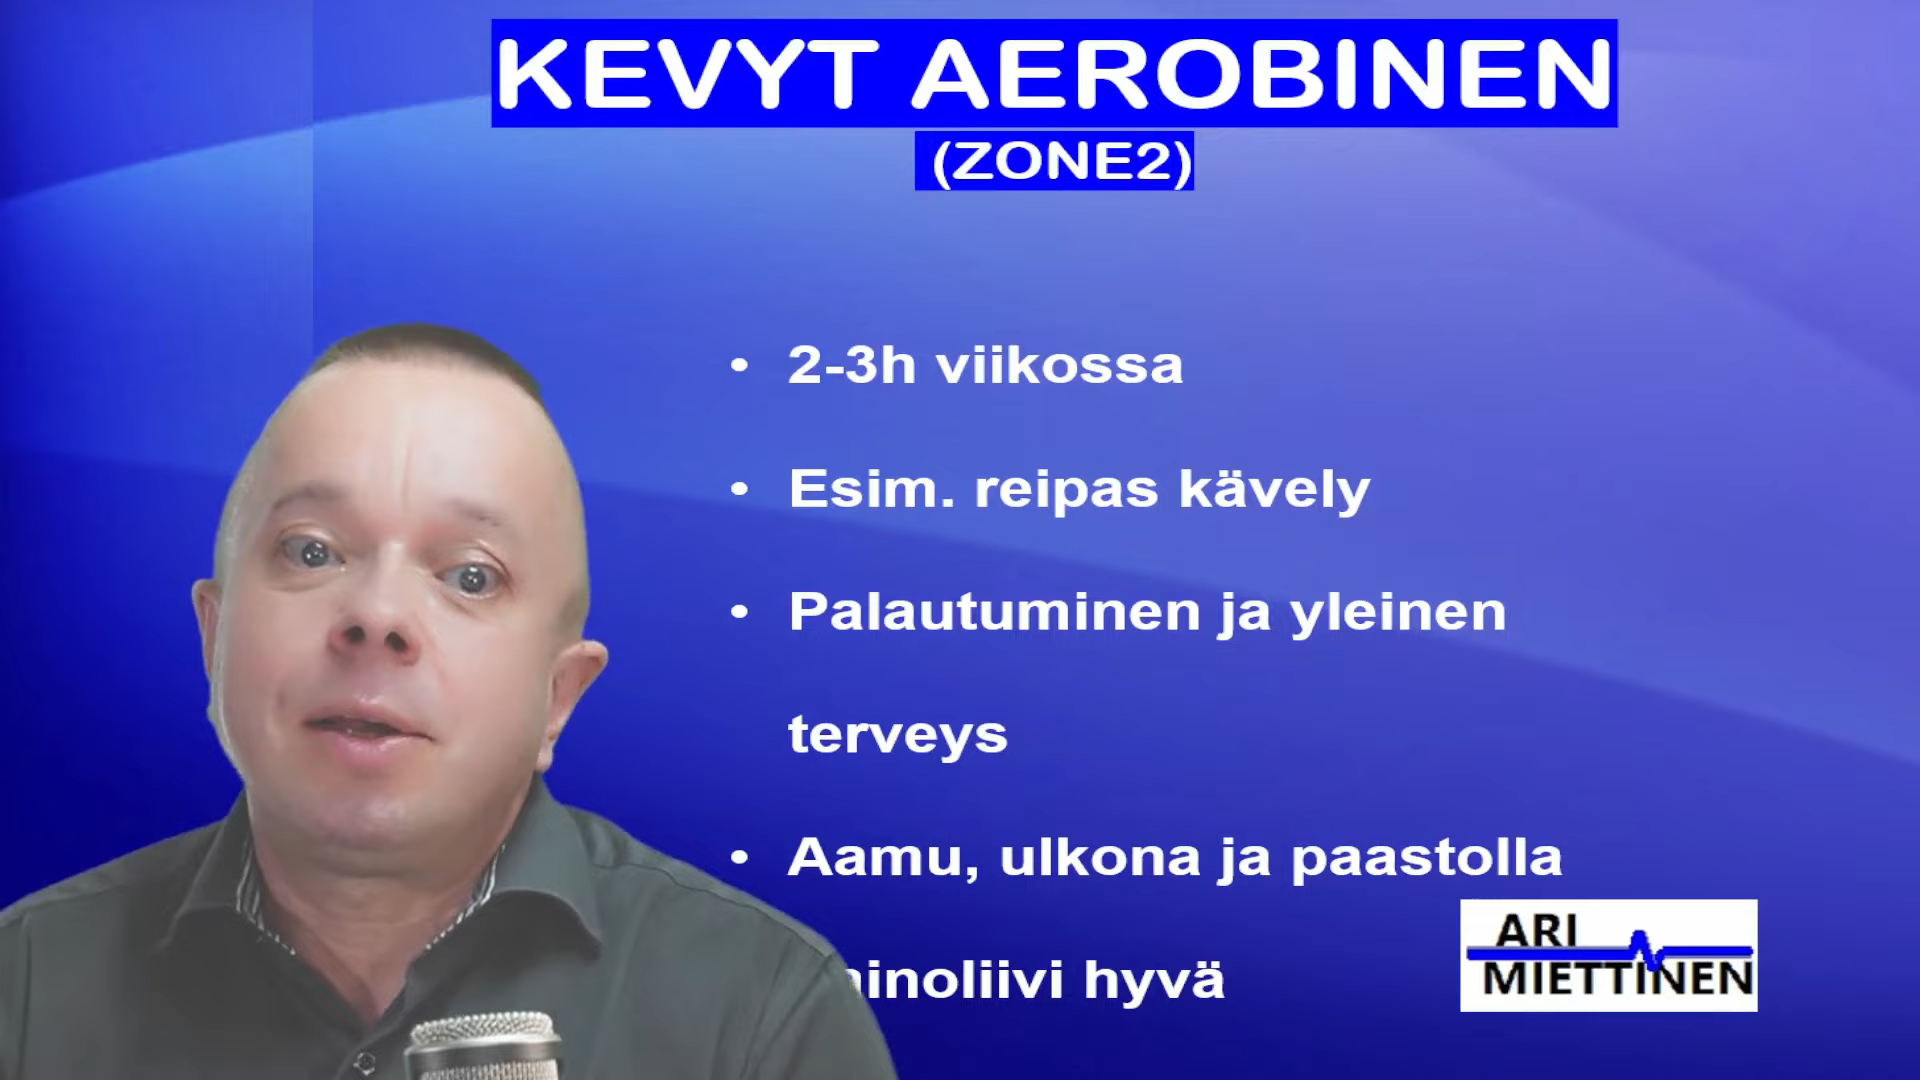 KEVYT AEROBINEN
(ZONE2)
• 2-3h viikossa
• Esim. reipas kävely
• Palautuminen ja yleinen
terveys
• Aamu, ulkona ja paastolla
hyvä
ARI
MIETTINEN